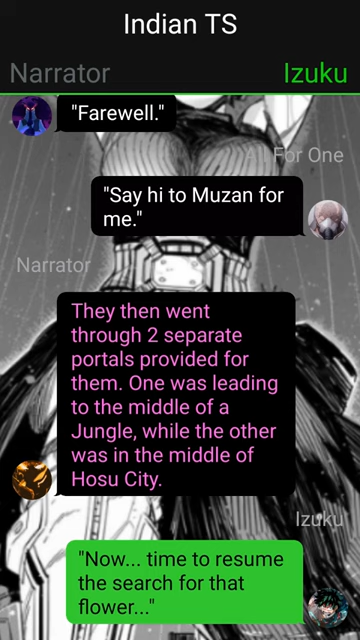 Indian TS
Narrator
Izuku
"Farewell."
For One
"Say hi to Muzan for
me."
Narrator
They then went
through 2 separate
portals provided for
them. One was leading
to the middle of a
Jungle, while the other
was in the middle of
Hosu City.
Izuku
"Now... time to resume
the search for that
flower..."